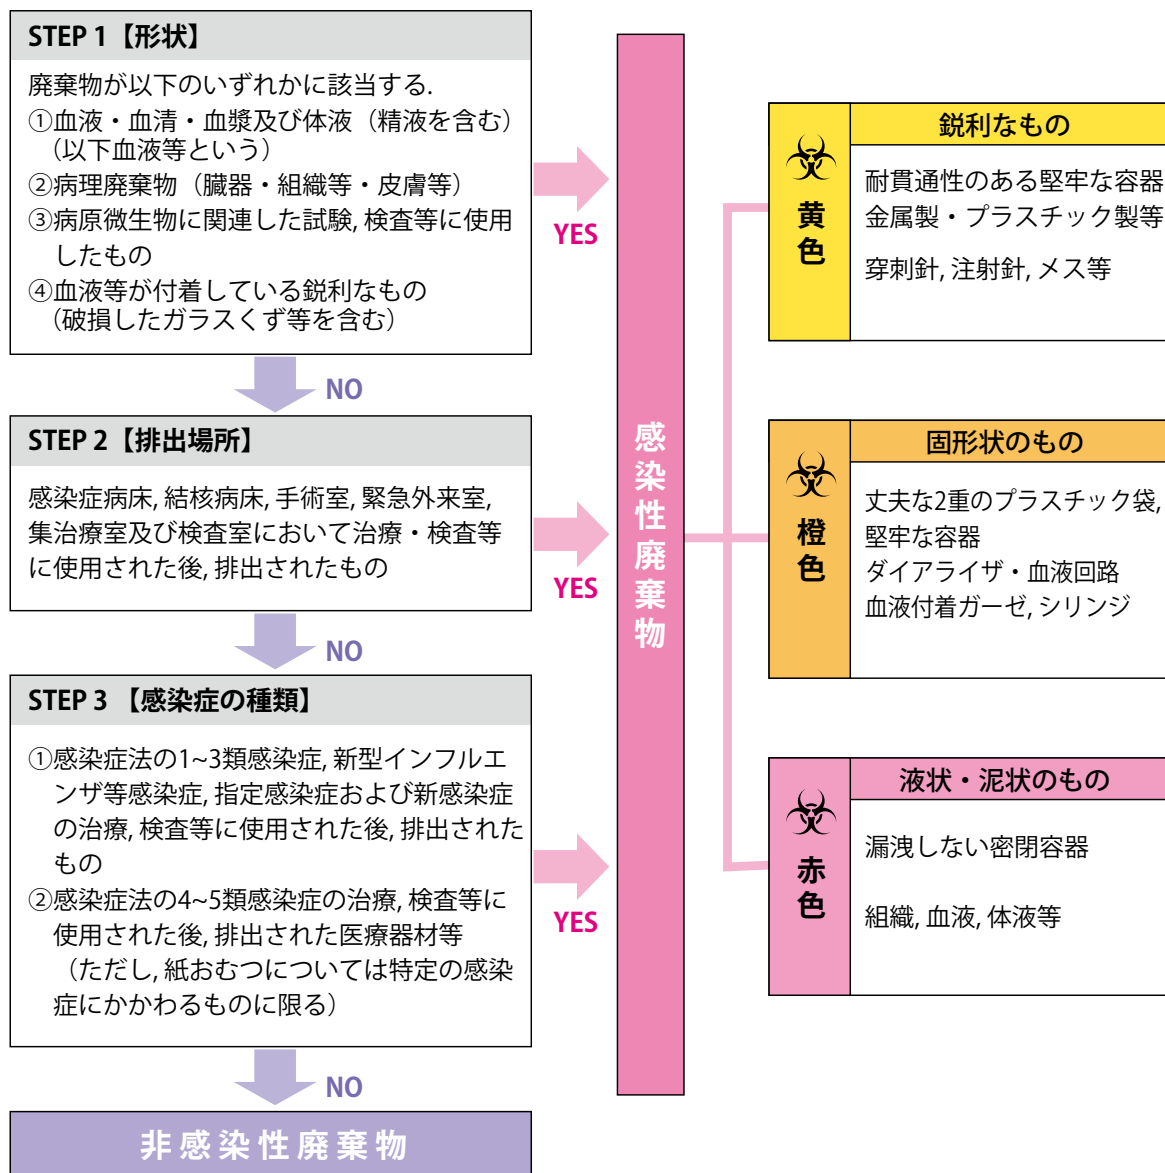 STEP 1【形状】
廃棄物が以下のいずれかに該当する.
①血液・血清・血漿及び体液（精液を含む）
（以下血液等という）
②病理廃棄物（臓器・組織等・皮膚等）
③病原微生物に関連した試験, 検査等に使用
したもの
④血液等が付着している鋭利なもの
（破損したガラスくず等を含む）
YES
NO
STEP 2【排出場所】
感染症病床, 結核病床, 手術室, 緊急外来室,
集治療室及び検査室において治療・検査等
に使用された後, 排出されたもの
YES
NO
STEP 3 【感染症の種類】
①感染症法の1~3類感染症, 新型インフルエ
ンザ等感染症, 指定感染症および新感染症
の治療, 検査等に使用された後, 排出された
もの
②感染症法の4~5類感染症の治療, 検査等に
使用された後, 排出された医療器材等
（ただし, 紙おむつについては特定の感染
症にかかわるものに限る）
YES
NO
非感染性廃棄物
感染性廃棄物
黄色
鋭利なもの
耐貫通性のある堅牢な容器
金属製・プラスチック製等
穿刺針, 注射針, メス等
橙色
固形状のもの
丈夫な2重のプラスチック袋,
堅牢な容器
ダイアライザ・血液回路
血液付着ガーゼ, シリンジ
赤色
液状・泥状のもの
漏洩しない密閉容器
組織, 血液, 体液等